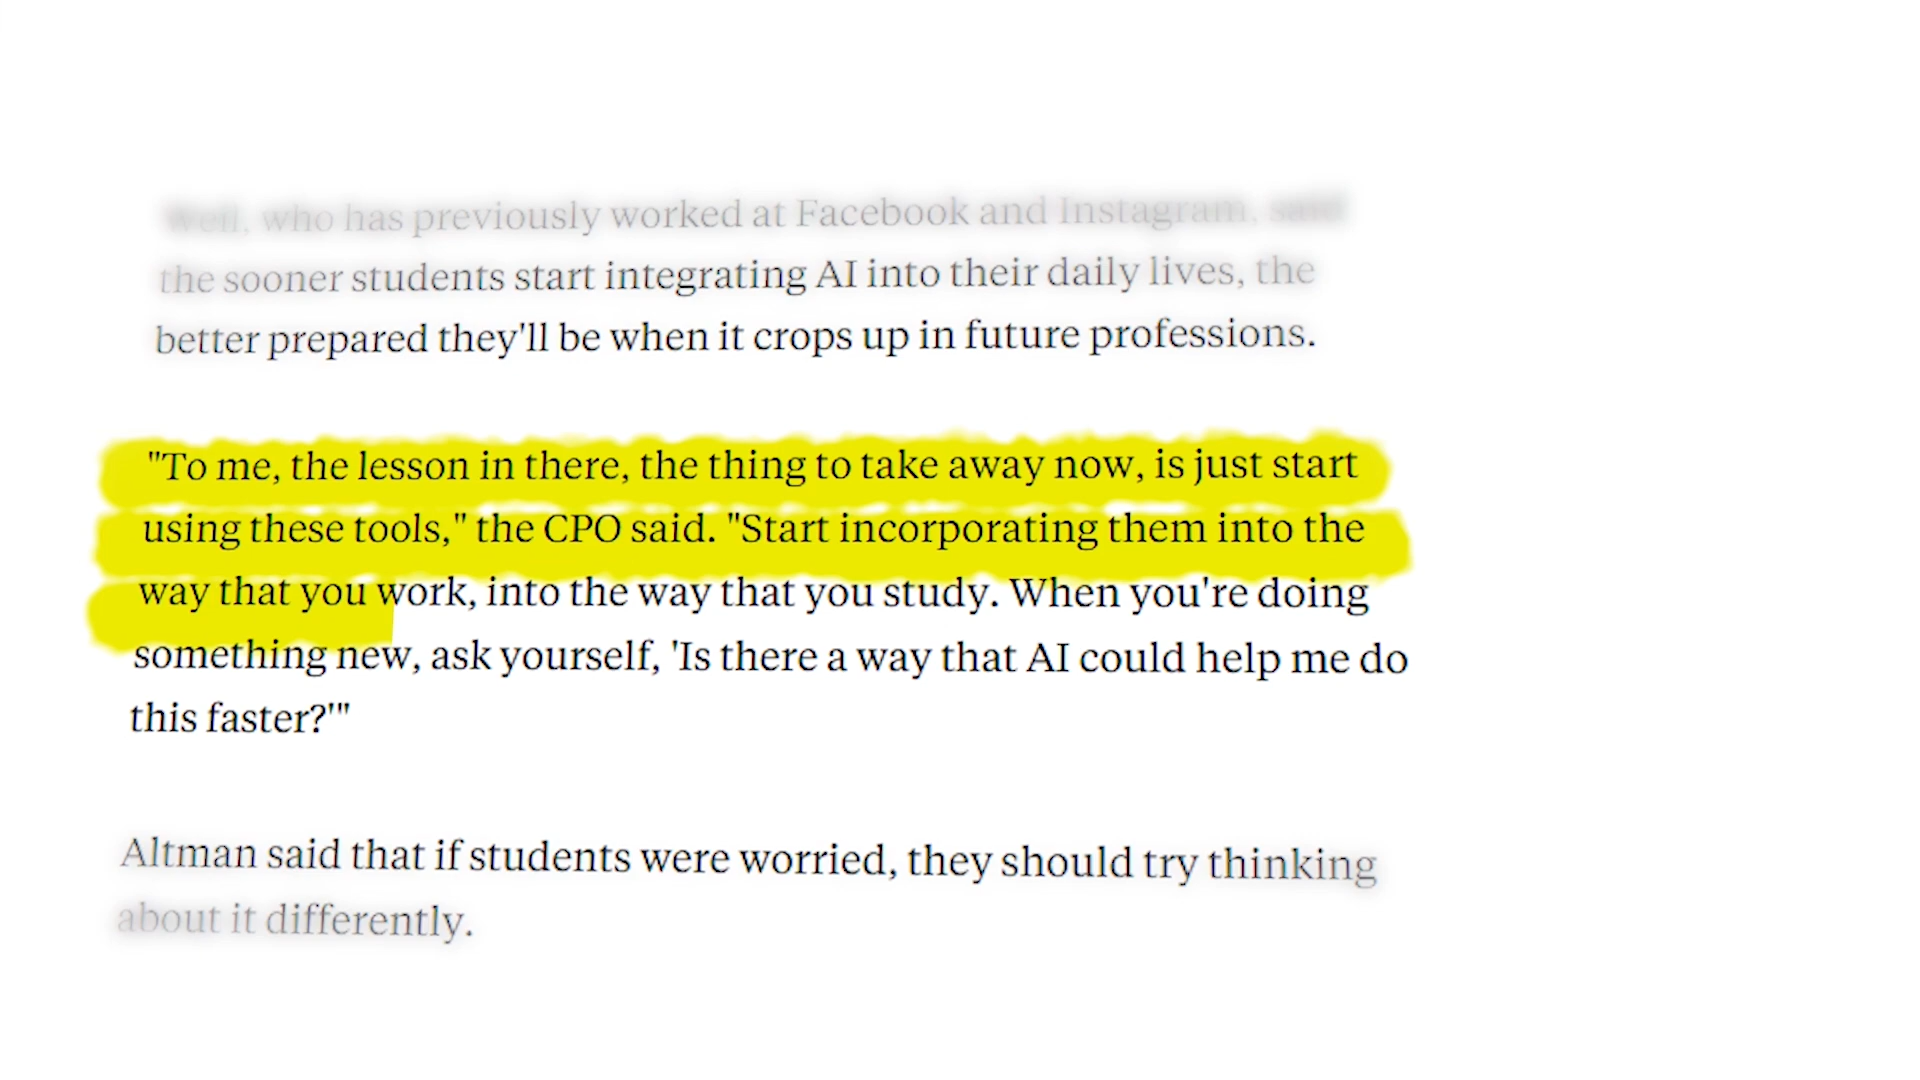 Well, who has previously worked at Facebook and Instagram, said
the sooner students start integrating AI into their daily lives, the
better prepared they'll be when it crops up in future professions.
"To me, the lesson in there, the thing to take away now, is just start
using these tools," the CPO said. "Start incorporating them into the
way that you work, into the way that you study. When you're doing
something new, ask yourself, 'Is there a way that AI could help me do
this faster?'"
Altman said that if students were worried, they should try thinking
about it differently.